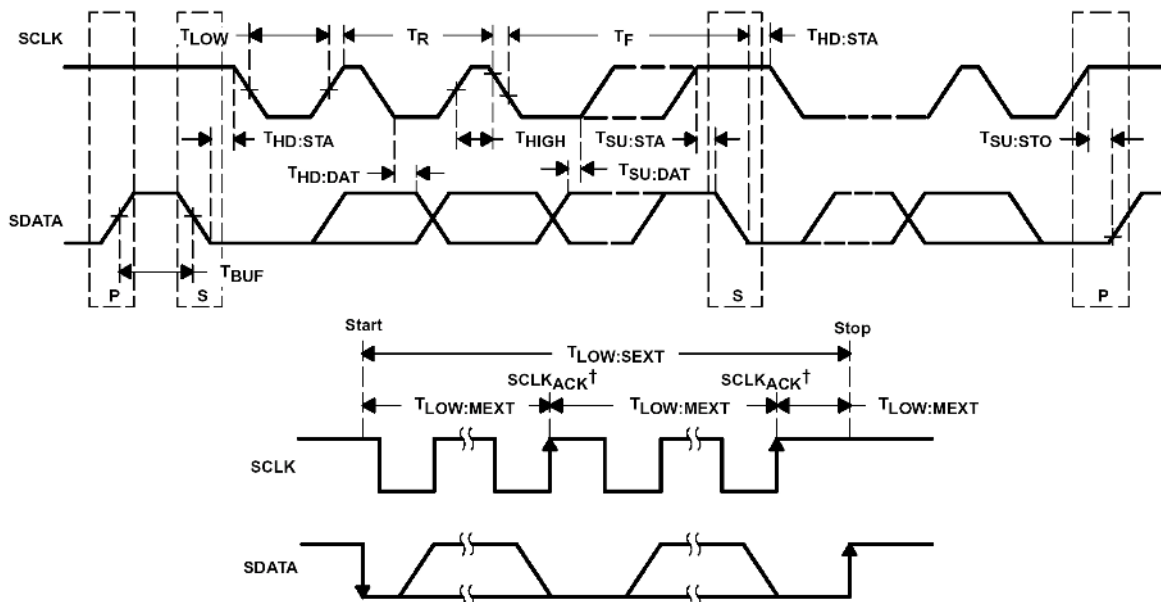 SCLK
TLOW
TR
TF
THD:STA
THD:STA
THIGH
TSU:STA
TSU:STO
THD:DAT
TSU:DAT
SDATA
TBUF
P
S
S
P
Start
Stop
TLOW:SEXT
SCLKACK†
SCLKACK†
TLOW:MEXT
TLOW:MEXT
TLOW:MEXT
SCLK
SDATA